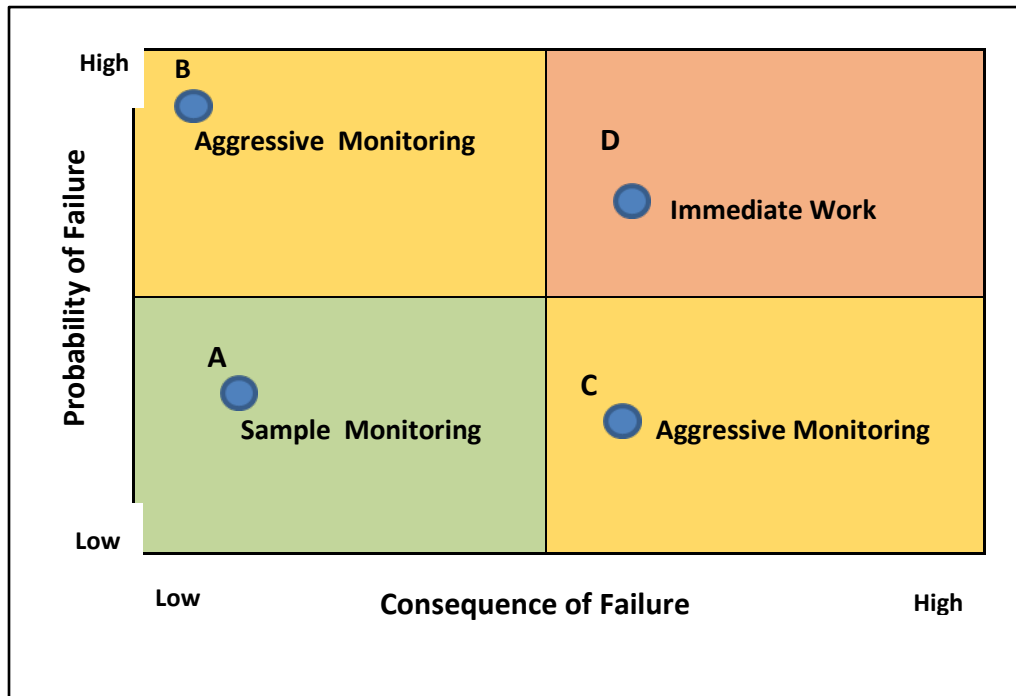 High
B
Aggressive  Monitoring
D
Immediate Work
Probability of Failure
A
Sample  Monitoring
C
Aggressive Monitoring
Low
Low
Consequence of Failure
High